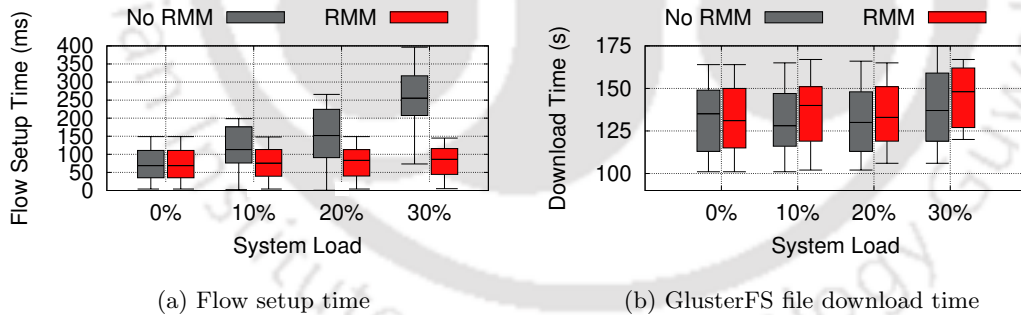 No RMM RMM
Flow Setup Time (ms)
400
350
300
250
200
150
100
50
0
0% 10% 20% 30%
System Load
(a) Flow setup time
No RMM RMM
Download Time (s)
175
150
125
100
0% 10% 20% 30%
System Load
(b) GlusterFS file download time